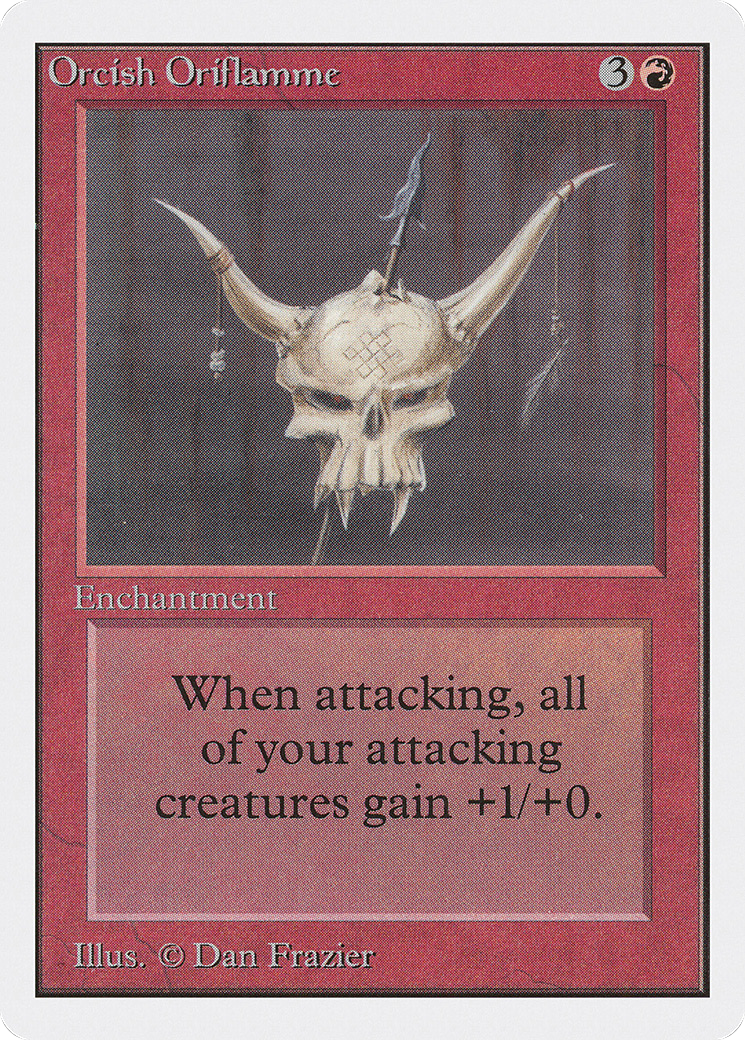 Orcish Oriflamme 3
Enchantment
When attacking, all
of your attacking
creatures gain +1/+0.
Illus. © Dan Frazier